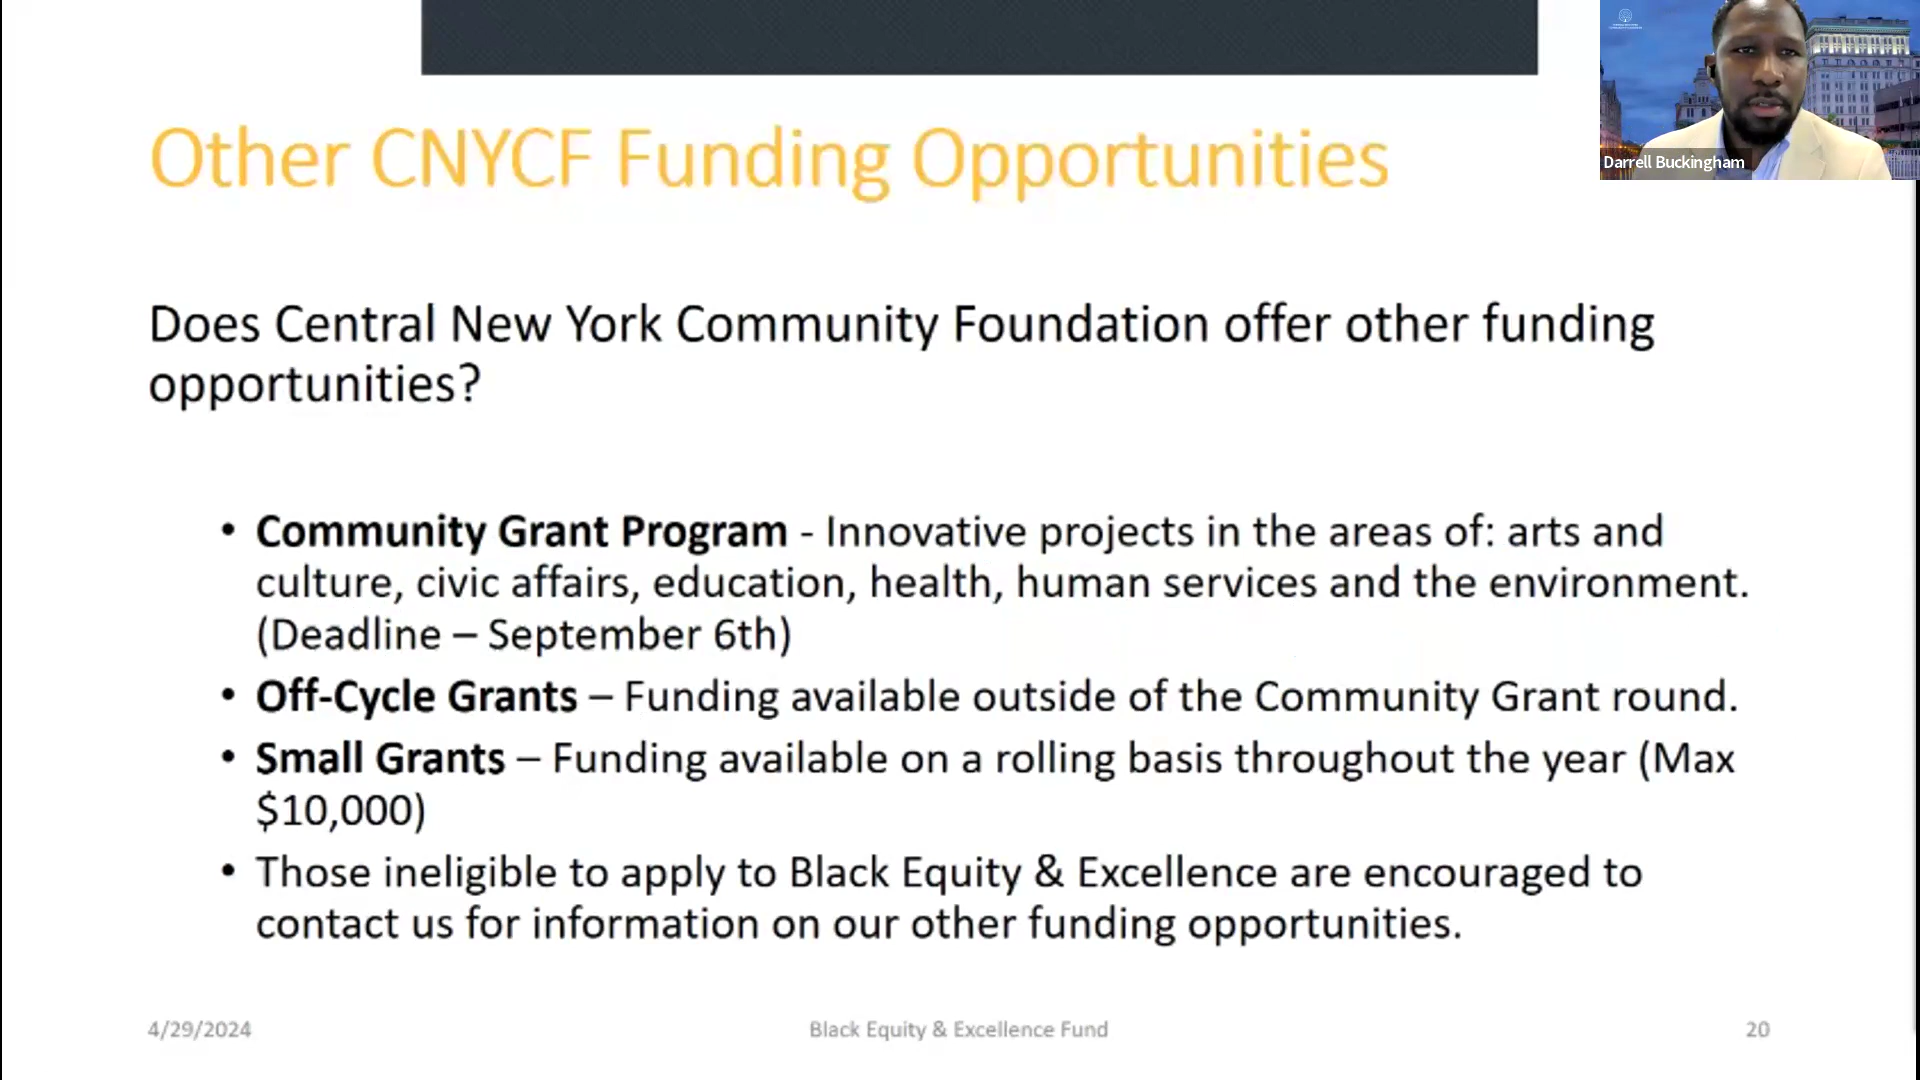 Other CNYCF Funding Opportunities
Darrell Buckingham
Does Central New York Community Foundation offer other funding
opportunities?
• Community Grant Program - Innovative projects in the areas of: arts and
culture, civic affairs, education, health, human services and the environment.
(Deadline – September 6th)
• Off-Cycle Grants – Funding available outside of the Community Grant round.
• Small Grants – Funding available on a rolling basis throughout the year (Max
$10,000)
• Those ineligible to apply to Black Equity & Excellence are encouraged to
contact us for information on our other funding opportunities.
4/29/2024
Black Equity & Excellence Fund
20